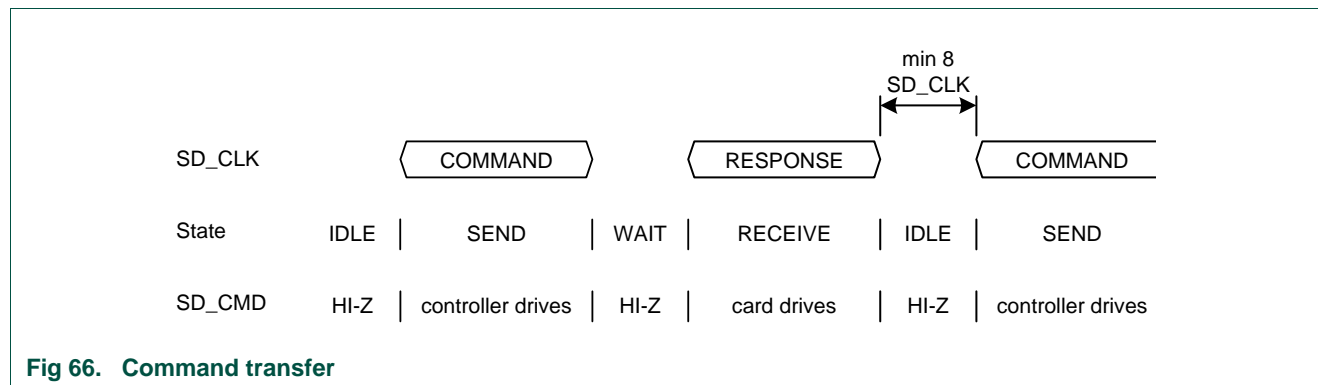 min 8
SD_CLK
SD_CLK COMMAND RESPONSE COMMAND
State IDLE SEND WAIT RECEIVE IDLE SEND
SD_CMD HI-Z controller drives HI-Z card drives HI-Z controller drives
Fig 66. Command transfer